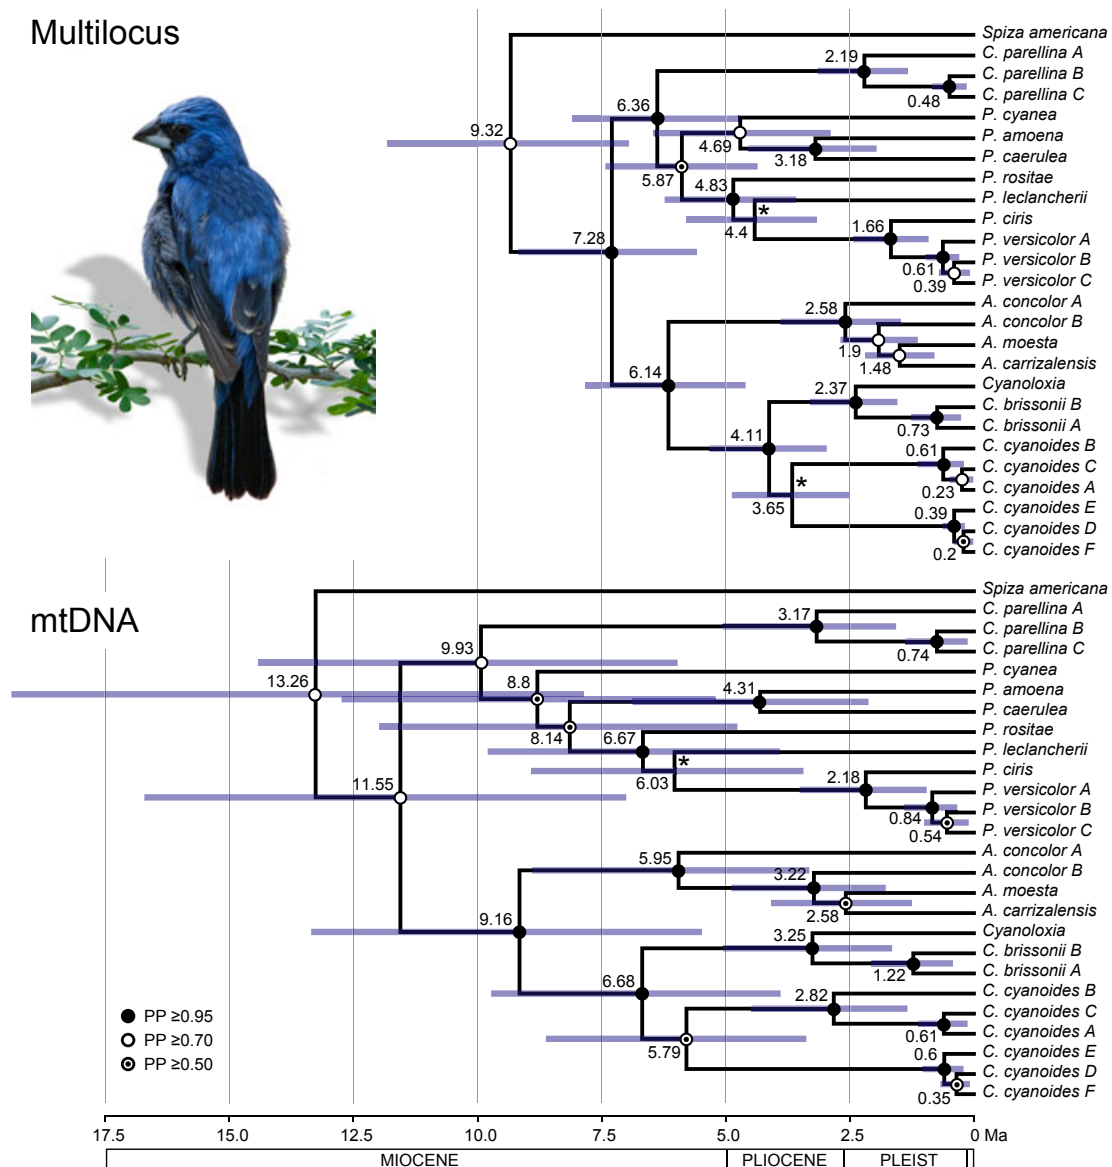 Multilocus
Spiza americana
2.19
C. parellina A
C. parellina B
0.48
C. parellina C
6.36
P. cyanea
9.32
4.69
P. amoena
3.18
P. caerulea
5.87
4.83
P. rositae
P. leclancherii
*
4.4
1.66
P. ciris
7.28
P. versicolor A
0.61
P. versicolor B
0.39
P. versicolor C
2.58
A. concolor A
A. concolor B
1.9
A. moesta
1.48
A. carrizalensis
6.14
2.37
Cyanoloxia
C. brissonii B
0.73
C. brissonii A
4.11
0.61
C. cyanoides B
C. cyanoides C
*
0.23
C. cyanoides A
3.65
0.39
C. cyanoides E
C. cyanoides D
0.2
C. cyanoides F
mtDNA
Spiza americana
3.17
C. parellina A
C. parellina B
0.74
C. parellina C
9.93
P. cyanea
13.26
8.8
4.31
P. amoena
P. caerulea
8.14
6.67
P. rositae
P. leclancherii
*
6.03
2.18
P. ciris
11.55
P. versicolor A
0.84
P. versicolor B
0.54
P. versicolor C
5.95
A. concolor A
3.22
A. concolor B
A. moesta
2.58
A. carrizalensis
9.16
3.25
Cyanoloxia
C. brissonii B
1.22
C. brissonii A
6.68
2.82
C. cyanoides B
C. cyanoides C
0.61
C. cyanoides A
5.79
0.6
C. cyanoides E
C. cyanoides D
0.35
C. cyanoides F
PP ≥0.95
PP ≥0.70
PP ≥0.50
17.5 15.0 12.5 10.0 7.5 5.0 2.5 0 Ma
MIOCENE PLIOCENE PLEIST